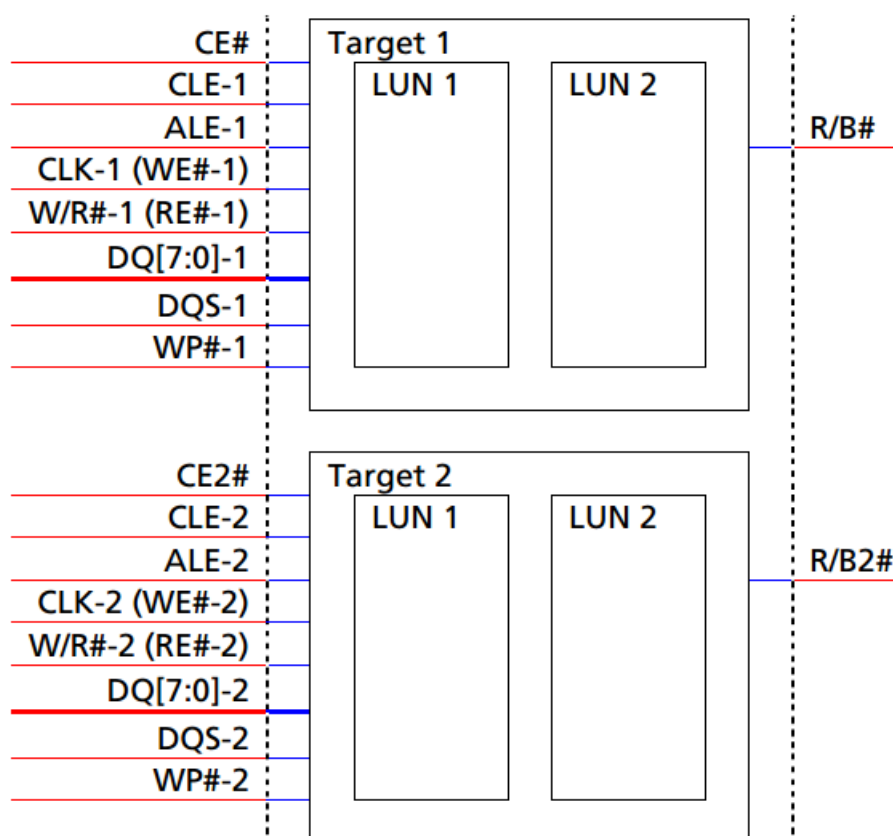 CE#
Target 1
CLE-1
LUN 1
LUN 2
ALE-1
R/B#
CLK-1 (WE#-1)
W/R#-1 (RE#-1)
DQ[7:0]-1
DQS-1
WP#-1
CE2#
Target 2
CLE-2
LUN 1
LUN 2
ALE-2
R/B2#
CLK-2 (WE#-2)
W/R#-2 (RE#-2)
DQ[7:0]-2
DQS-2
WP#-2